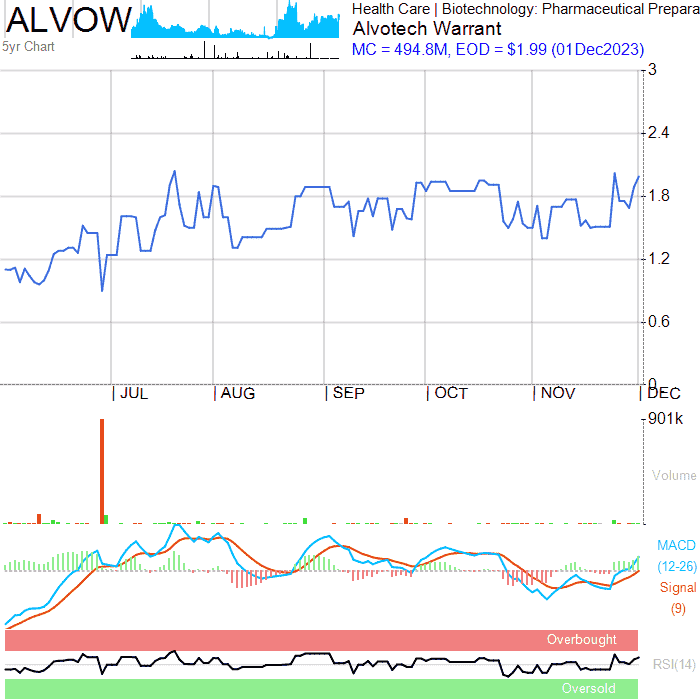 ALVOW
5yr Chart
Health Care | Biotechnology: Pharmaceutical Prepara
Alvotech Warrant
MC = 494.8M, EOD = $1.99 (01Dec2023)
3
2.4
1.8
1.2
0.6
0
JUL AUG SEP OCT NOV DEC
901k
Volume
MACD
(12-26)
Signal
(9)
Overbought
RSI(14)
Oversold